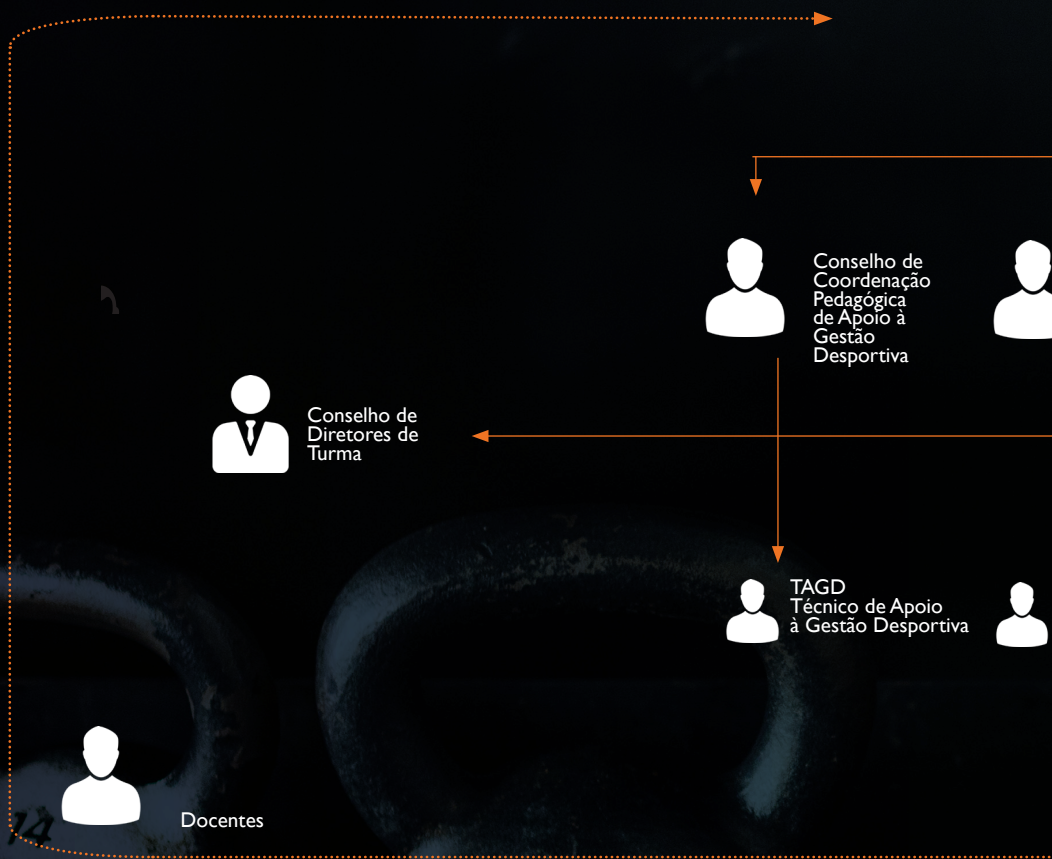 Conselho de
Coordenação
Pedagógica
de Apoio à
Gestão
Desportiva
Conselho de
Diretores de
Turma
TAGD
Técnico de Apoio
à Gestão Desportiva
Docentes
14